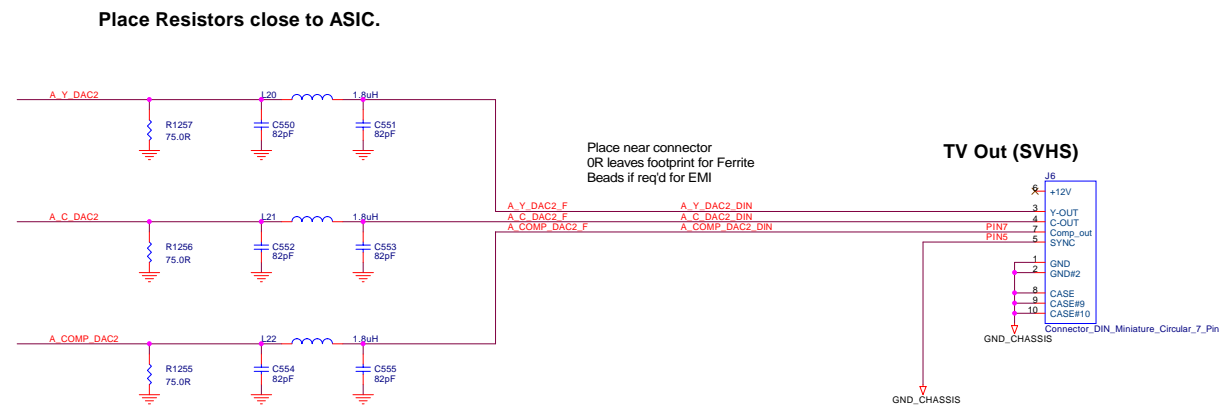 Place Resistors close to ASIC.
A_Y_DAC2
L20
1.8uH
R1257
75.0R
C550
82pF
C551
82pF
Place near connector
0R leaves footprint for Ferrite
Beads if req'd for EMI
TV Out (SVHS)
J6
6
+12V
A_Y_DAC2_F
A_Y_DAC2_DIN
3
Y-OUT
A_C_DAC2
L21
1.8uH
A_C_DAC2_F
A_C_DAC2_DIN
4
C-OUT
A_COMP_DAC2_F
A_COMP_DAC2_DIN
PIN7
7
Comp_out
PIN5
5
SYNC
R1256
75.0R
C552
82pF
C553
82pF
1
GND
2
GND#2
8
CASE
9
CASE#9
10
CASE#10
Connector_DIN_Miniature_Circular_7_Pin
GND_CHASSIS
A_COMP_DAC2
L22
1.8uH
R1255
75.0R
C554
82pF
C555
82pF
GND_CHASSIS